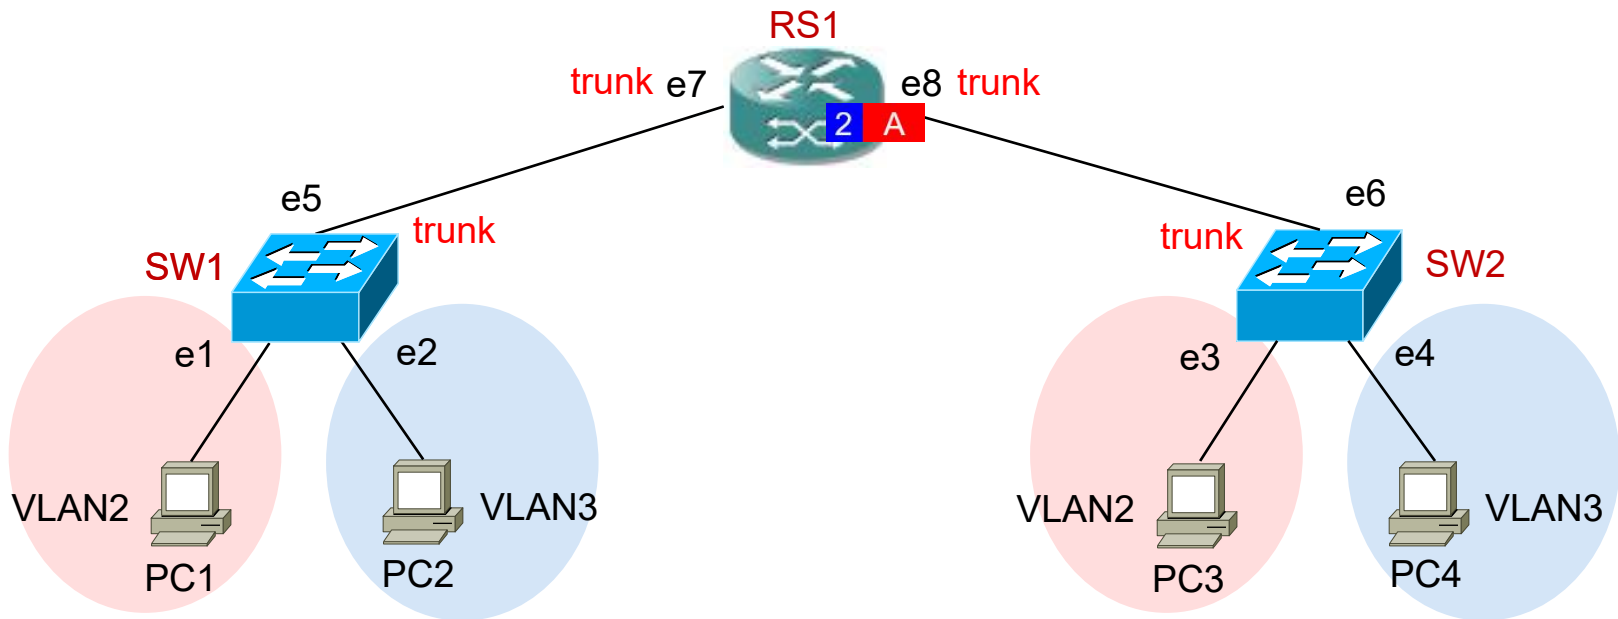 RS1
trunk e7
e8 trunk
2 A
e5
trunk
SW1
e6
trunk
SW2
e1
e2
e3
e4
VLAN2
VLAN3
VLAN2
VLAN3
PC1
PC2
PC3
PC4